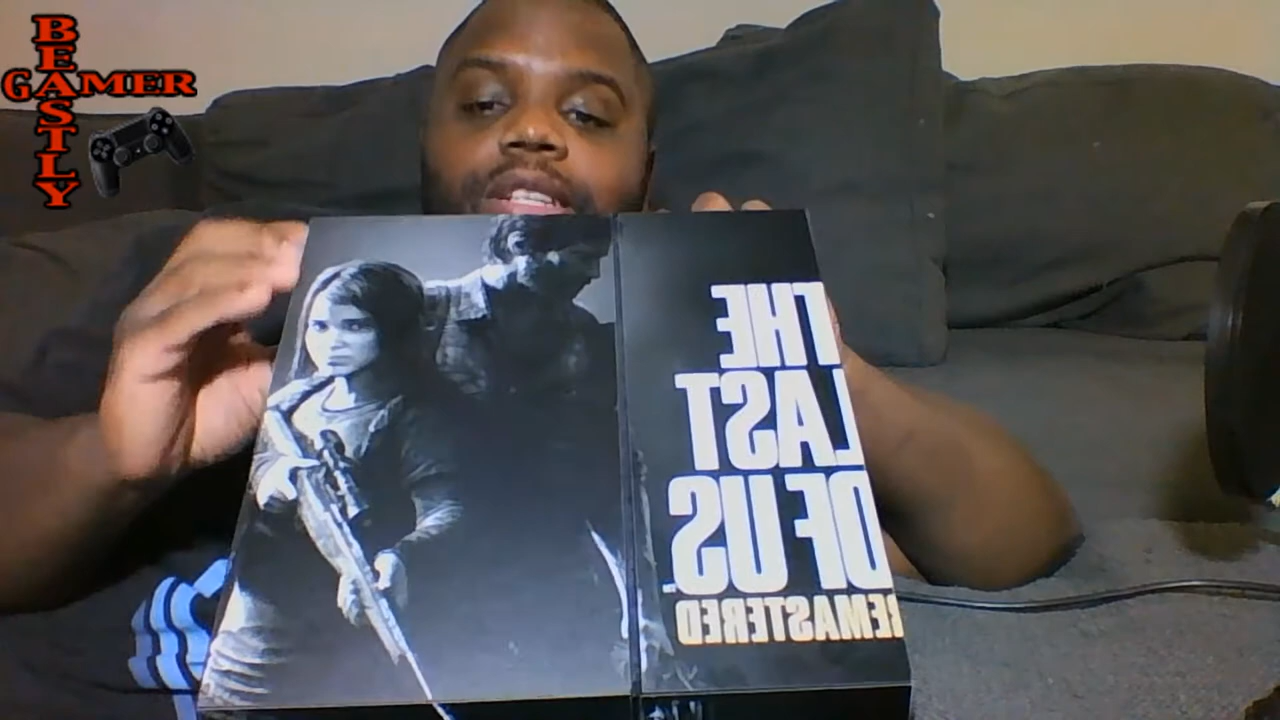 BEASTLY
GAMER
THE
LAST
OF US
REMASTERED